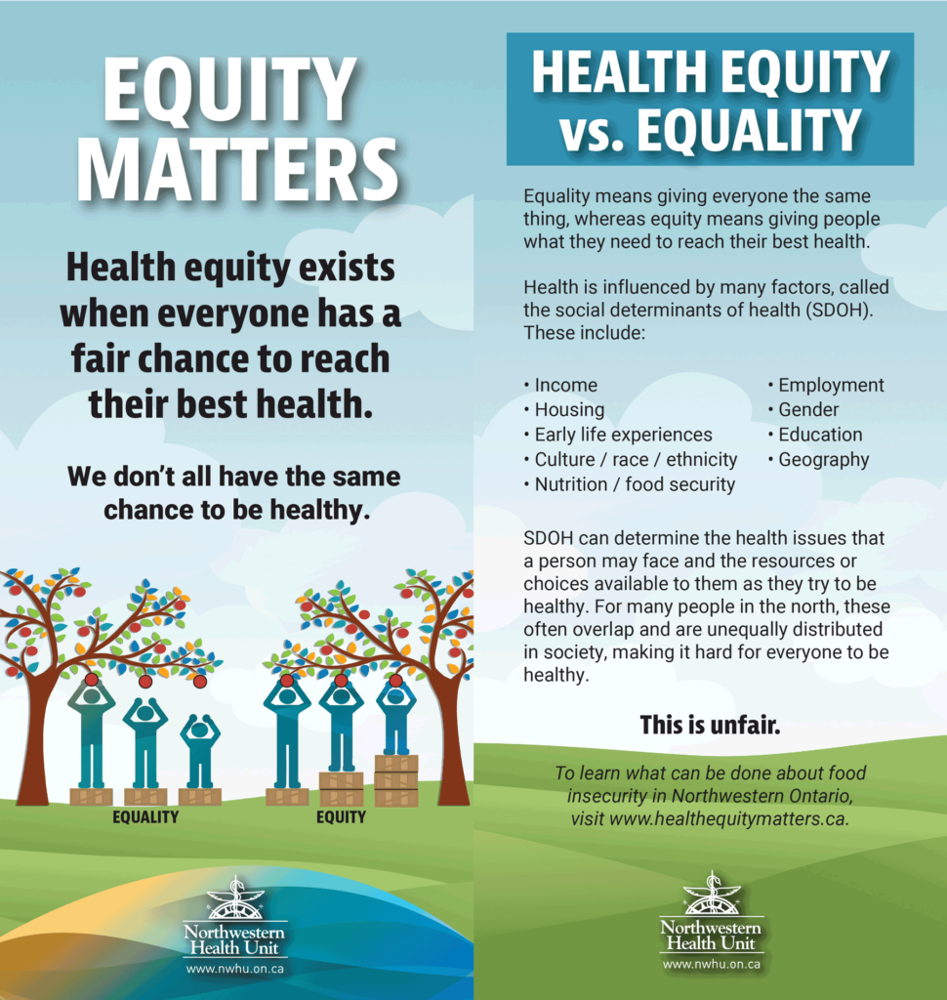 EQUITY
MATTERS
Health equity exists
when everyone has a
fair chance to reach
their best health.
We don't all have the same
chance to be healthy.
EQUALITY
EQUITY
Northwestern
Health Unit
www.nwhu.on.ca
HEALTH EQUITY
vs. EQUALITY
Equality means giving everyone the same
thing, whereas equity means giving people
what they need to reach their best health.
Health is influenced by many factors, called
the social determinants of health (SDOH).
These include:
• Income
• Housing
• Early life experiences
• Culture / race / ethnicity
• Nutrition / food security
• Employment
• Gender
• Education
• Geography
SDOH can determine the health issues that
a person may face and the resources or
choices available to them as they try to be
healthy. For many people in the north, these
often overlap and are unequally distributed
in society, making it hard for everyone to be
healthy.
This is unfair.
To learn what can be done about food
insecurity in Northwestern Ontario,
visit www.healthequitymatters.ca.
Northwestern
Health Unit
www.nwhu.on.ca